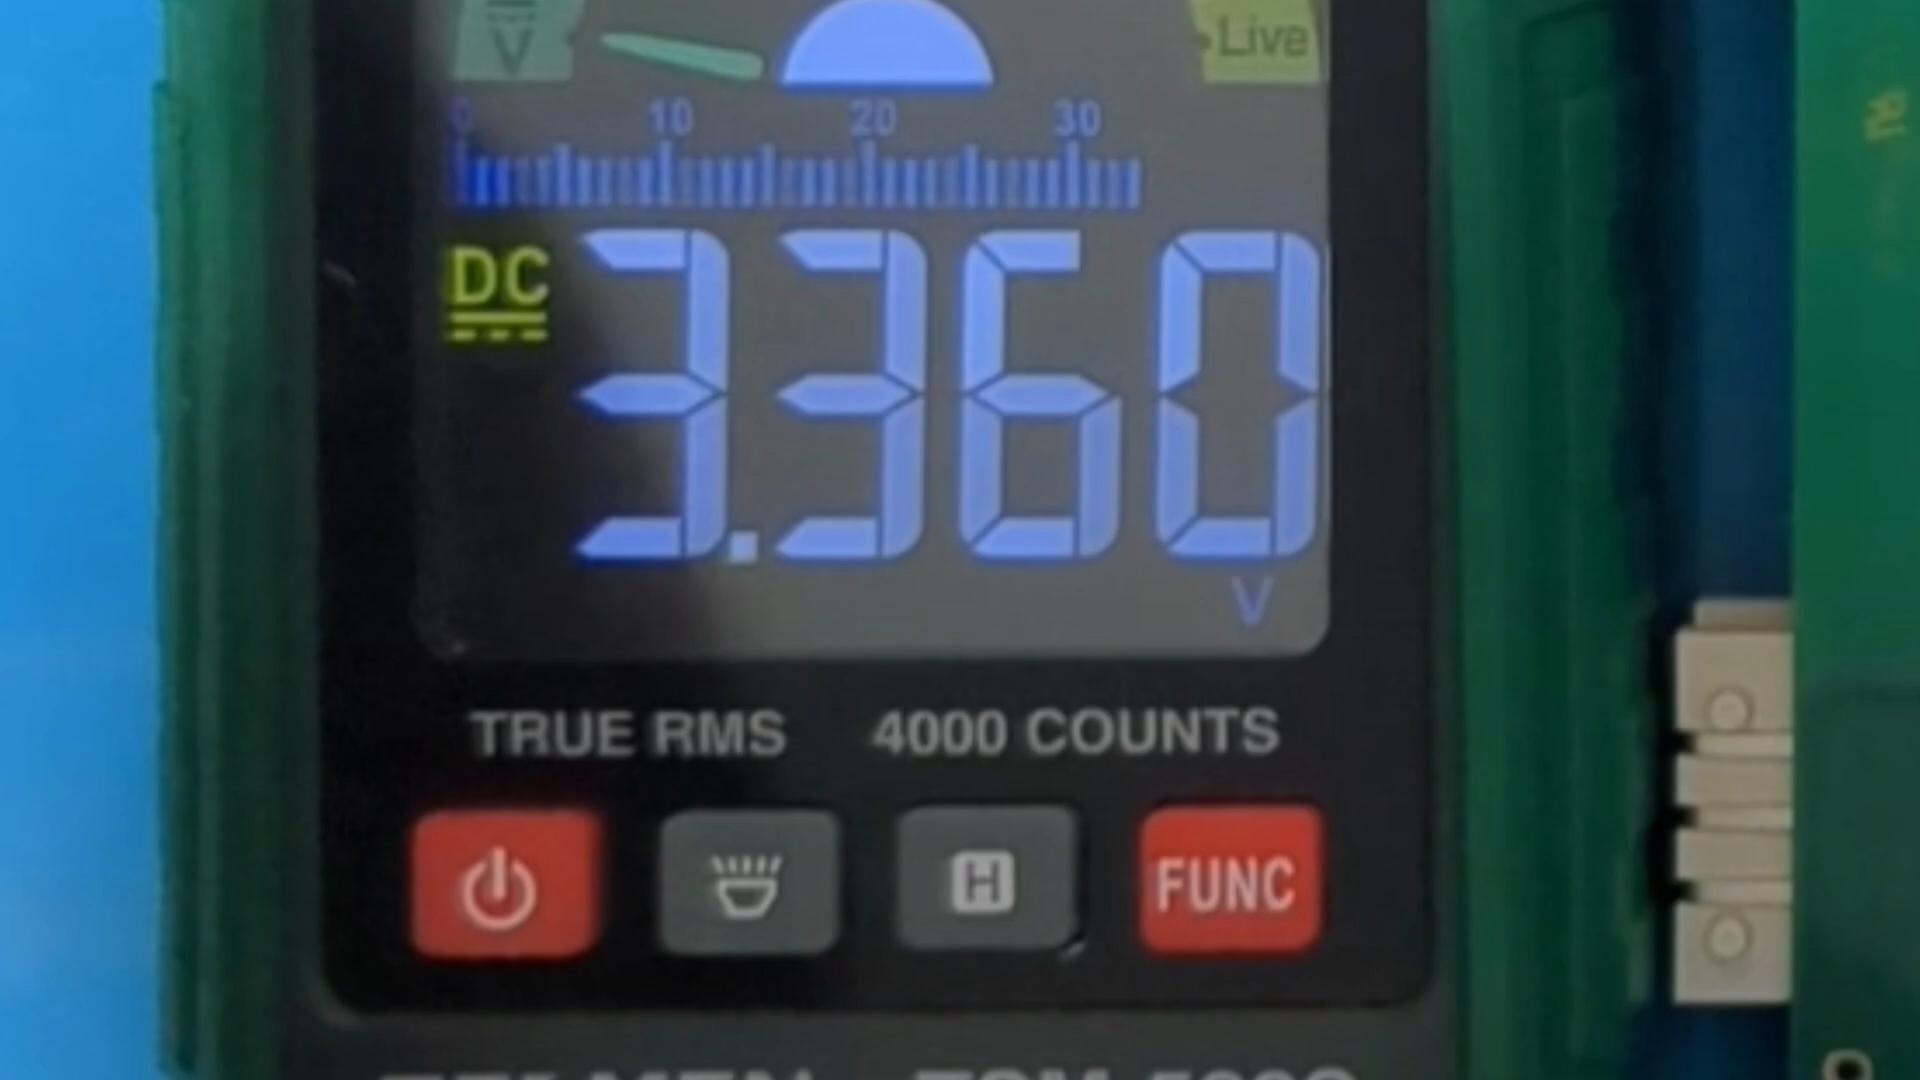 V Live
0 10 20 30
DC 3.360
V
TRUE RMS 4000 COUNTS
H FUNC